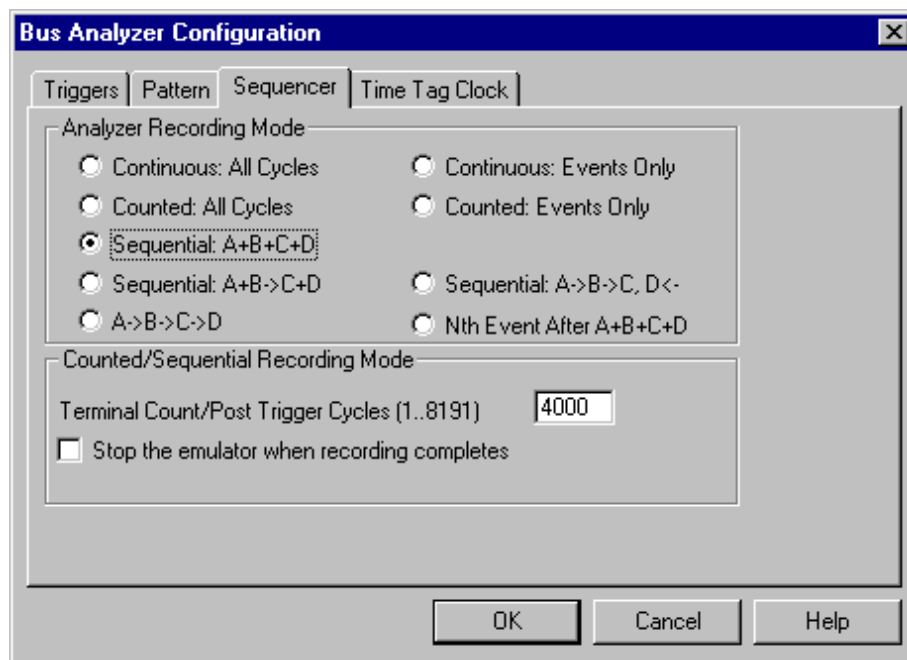 Bus Analyzer Configuration
Triggers Pattern Sequencer Time Tag Clock
Analyzer Recording Mode
Continuous: All Cycles Continuous: Events Only
Counted: All Cycles Counted: Events Only
Sequential: A+B+C+D
Sequential: A+B->C+D Sequential: A->B->C, D<-
A->B->C->D Nth Event After A+B+C+D
Counted/Sequential Recording Mode
Terminal Count/Post Trigger Cycles (1..8191) 4000
Stop the emulator when recording completes
OK Cancel Help